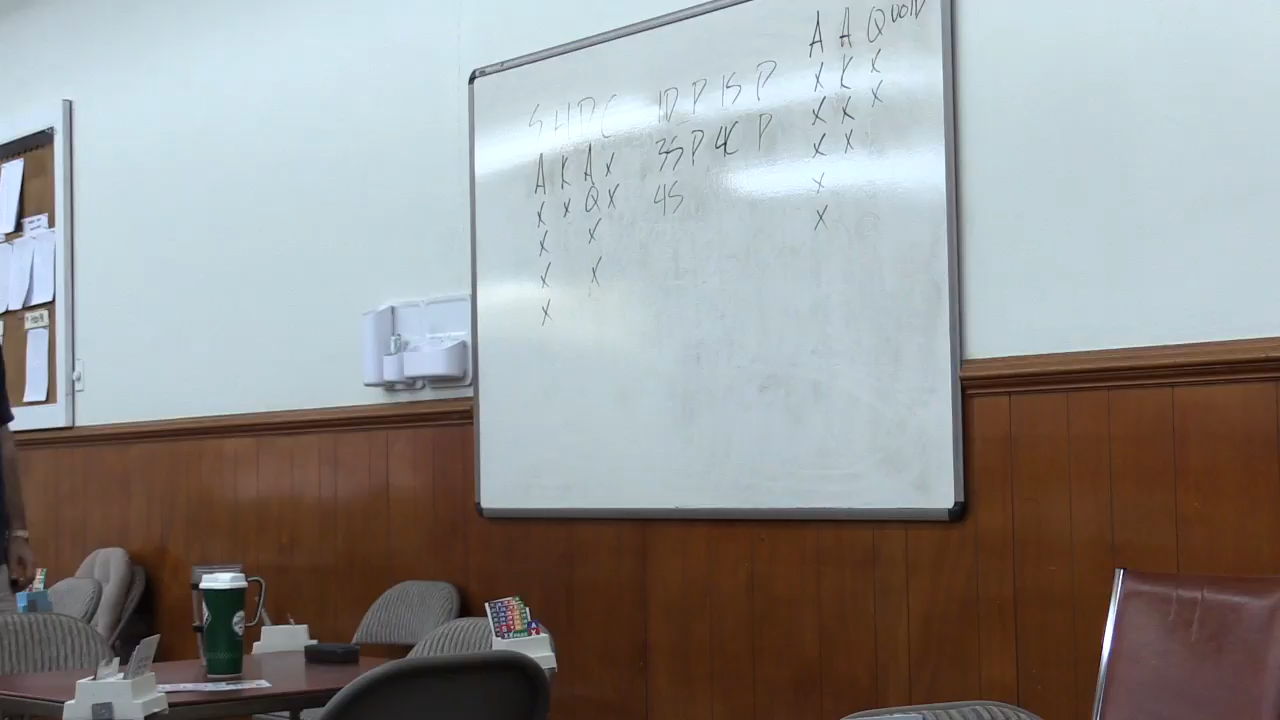 S H D C
A K A X
X X Q X
X X
X X
X
1D P 1S P
3S P 4C P
4S
A A Q VOID
X K X
X X X
X X
X
X